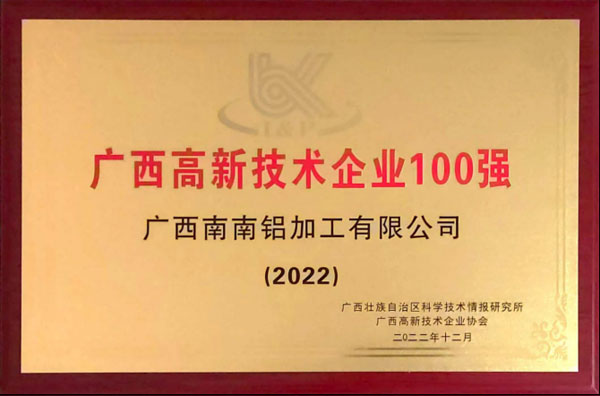 I&P
广西高新技术企业100强
广西南南铝加工有限公司
(2022)
广西壮族自治区科学技术情报研究所
广西高新技术企业协会
二〇二二年十二月